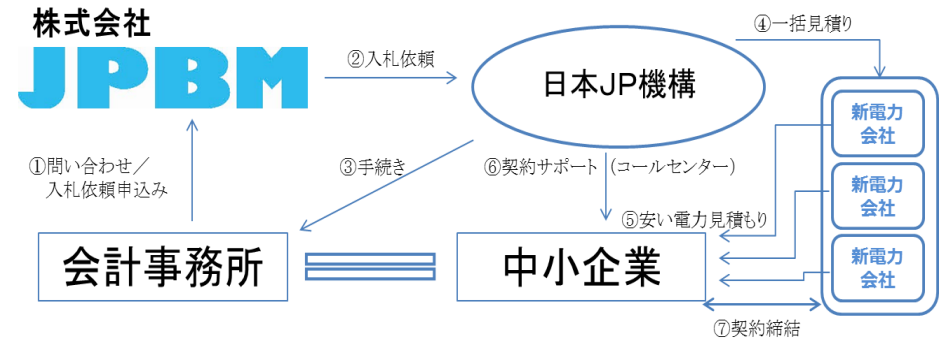 株式会社
JPBM
②入札依頼
日本JP機構
④一括見積り
①問い合わせ／
入札依頼申込み
③手続き
⑥契約サポート（コールセンター）
新電力
会社
新電力
会社
新電力
会社
⑤安い電力見積もり
会計事務所
中小企業
⑦契約締結